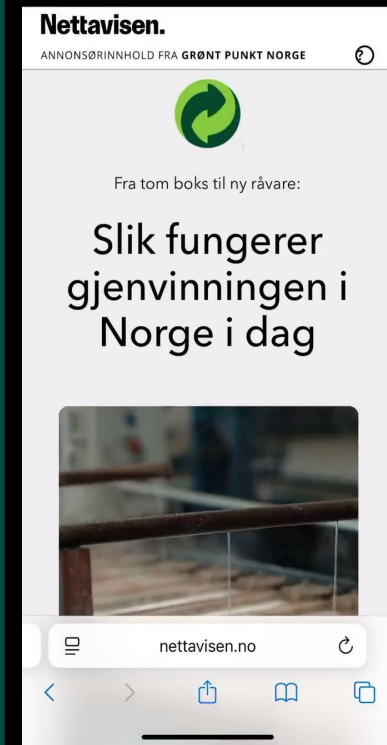 Nettavisen.
ANNONSØRINNHOLD FRA GRØNT PUNKT NORGE
?
Fra tom boks til ny råvare:
Slik fungerer
gjenvinningen i
Norge i dag
nettavisen.no